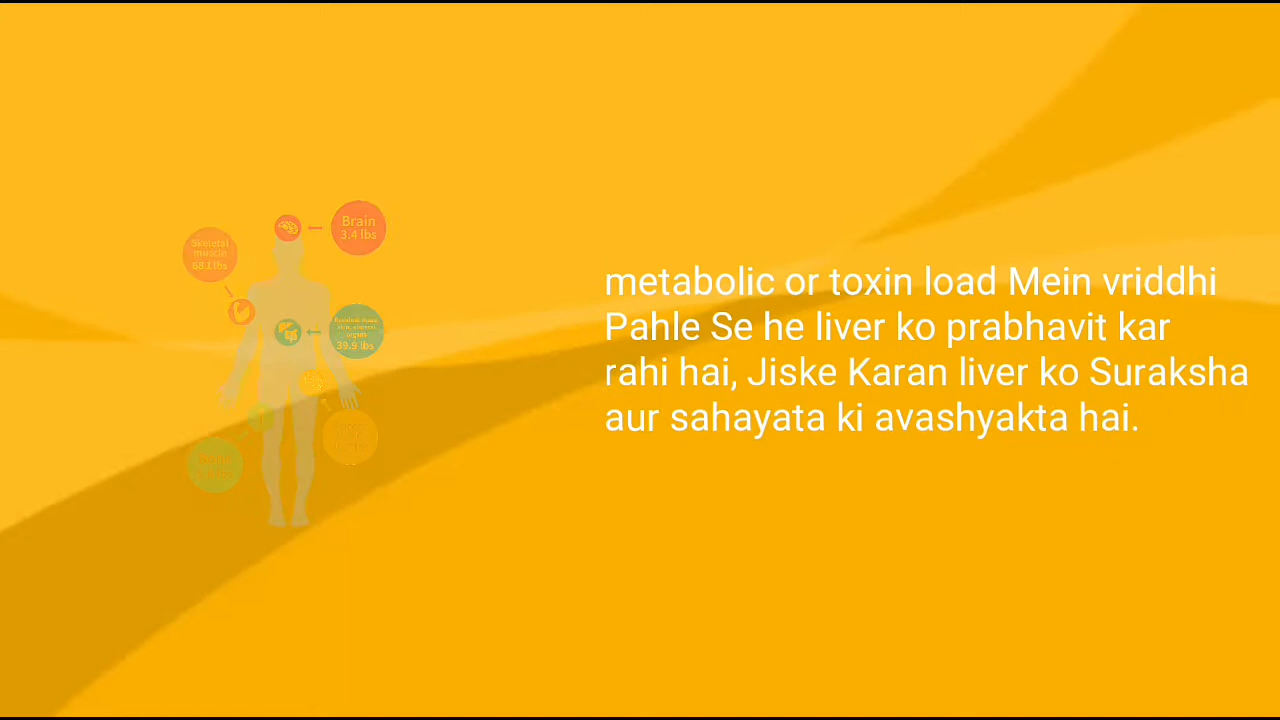 Brain
3.4 lbs
Skeletal
muscle
68.1 lbs
39.9 lbs
metabolic or toxin load Mein vriddhi
Pahle Se he liver ko prabhavit kar
rahi hai, Jiske Karan liver ko Suraksha
aur sahayata ki avashyakta hai.